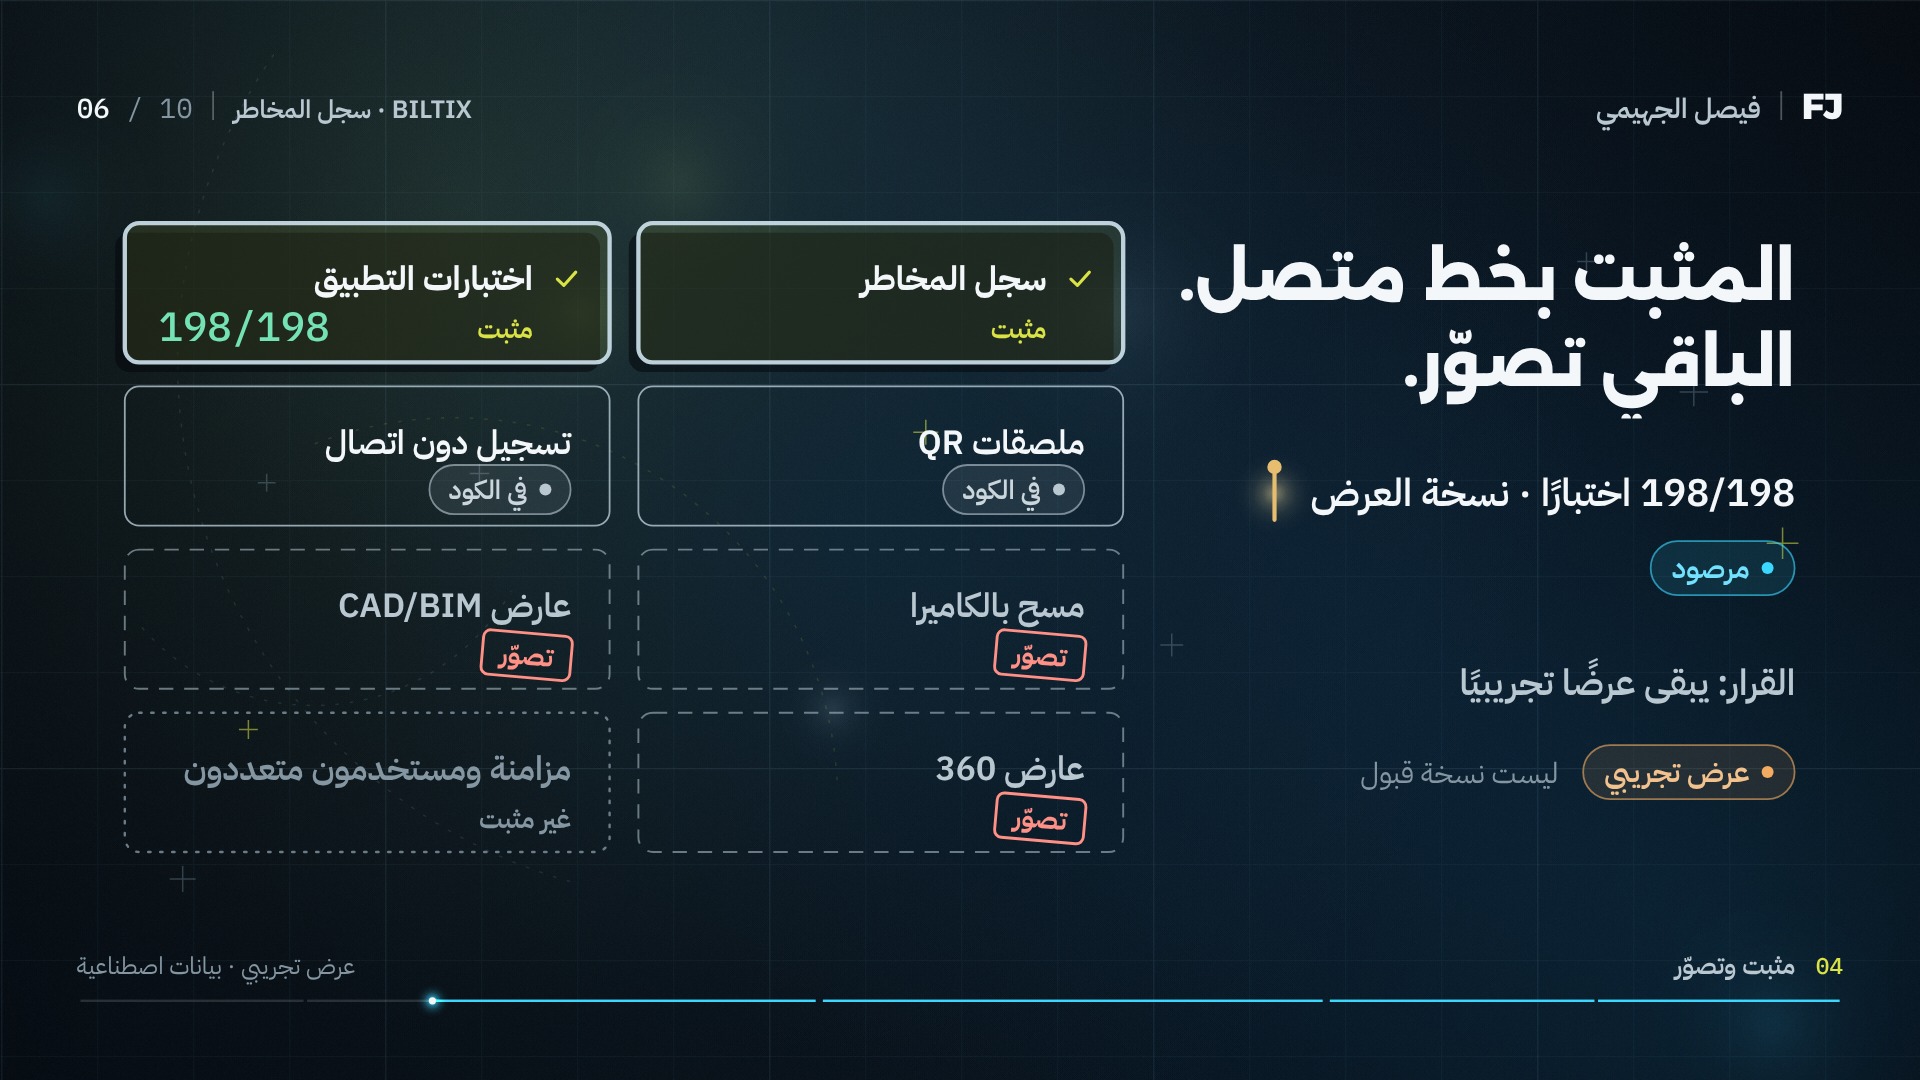 FJ | فيصل الجهيمي
BILTIX · سجل المخاطر | 06 / 10
المثبت بخط متصل.
الباقي تصوّر.
198/198 اختبارًا · نسخة العرض
مرصود
القرار: يبقى عرضًا تجريبيًا
عرض تجريبي
ليست نسخة قبول
سجل المخاطر
مثبت
اختبارات التطبيق
مثبت
198/198
ملصقات QR
في الكود
تسجيل دون اتصال
في الكود
مسح بالكاميرا
تصوّر
عارض CAD/BIM
تصوّر
عارض 360
تصوّر
مزامنة ومستخدمون متعددون
غير مثبت
04 مثبت وتصوّر
عرض تجريبي · بيانات اصطناعية